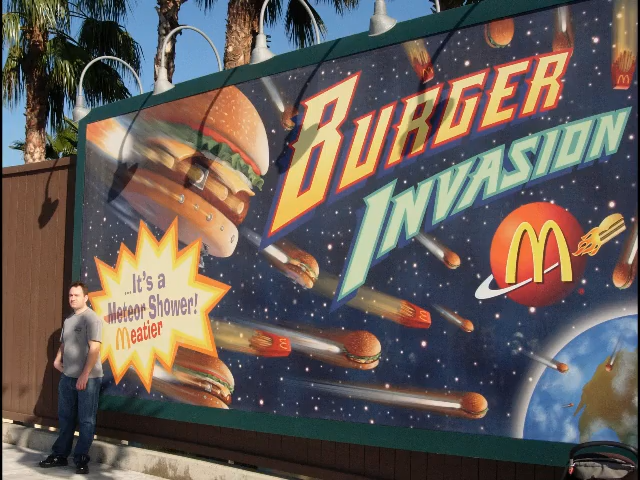 BURGER
INVASION
...It's a
Meteor Shower!
Meatier
M